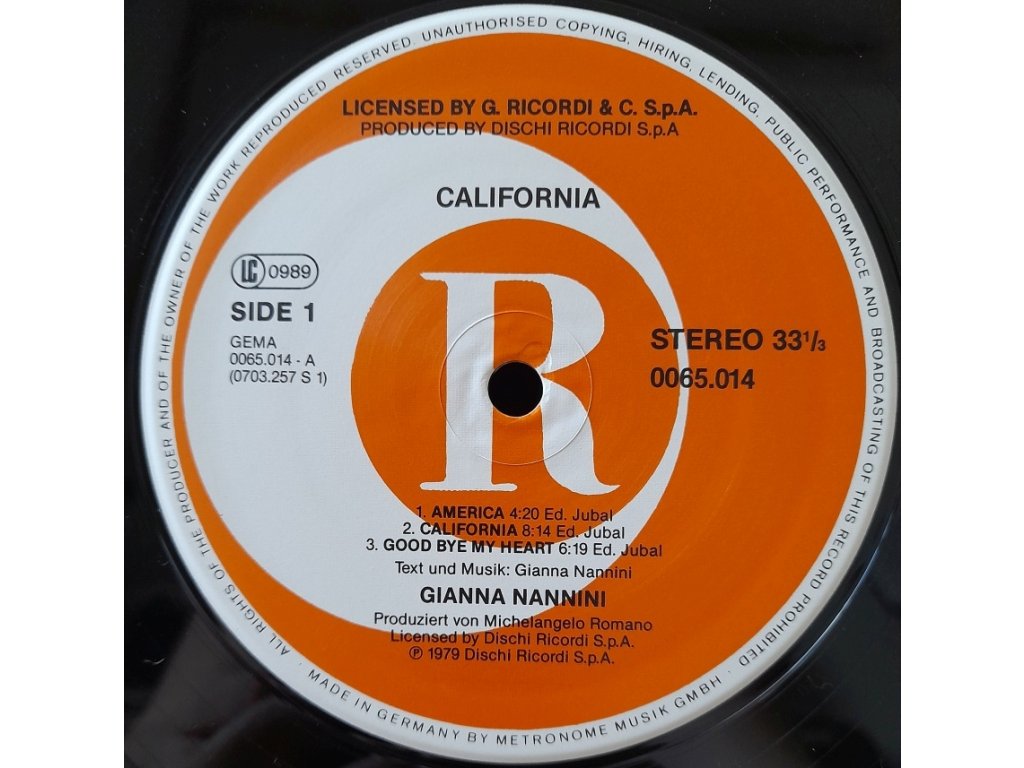 ALL RIGHTS OF THE PRODUCER AND OF THE OWNER OF THE WORK REPRODUCED RESERVED. UNAUTHORISED COPYING, HIRING, LENDING, PUBLIC PERFORMANCE AND BROADCASTING OF THIS RECORD PROHIBITED · MADE IN GERMANY BY METRONOME MUSIK GMBH ·
LICENSED BY G. RICORDI & C. S.p.A.
PRODUCED BY DISCHI RICORDI S.p.A
CALIFORNIA
LC 0989
SIDE 1
GEMA
0065.014 - A
(0703.257 S 1)
R
STEREO 33 1/3
0065.014
1. AMERICA 4:20 Ed. Jubal
2. CALIFORNIA 8:14 Ed. Jubal
3. GOOD BYE MY HEART 6:19 Ed. Jubal
Text und Musik: Gianna Nannini
GIANNA NANNINI
Produziert von Michelangelo Romano
Licensed by Dischi Ricordi S.p.A.
℗ 1979 Dischi Ricordi S.p.A.